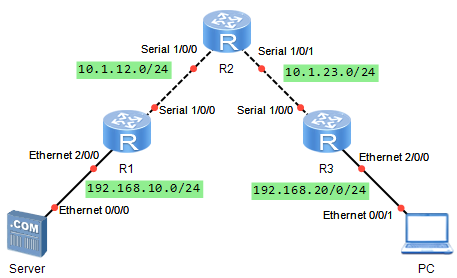 R
Serial 1/0/0
Serial 1/0/1
10.1.12.0/24
R2
10.1.23.0/24
Serial 1/0/0
Serial 1/0/0
R
R
Ethernet 2/0/0
R1
R3
Ethernet 2/0/0
192.168.10.0/24
192.168.20/0/24
Ethernet 0/0/0
Ethernet 0/0/1
.COM
Server
PC